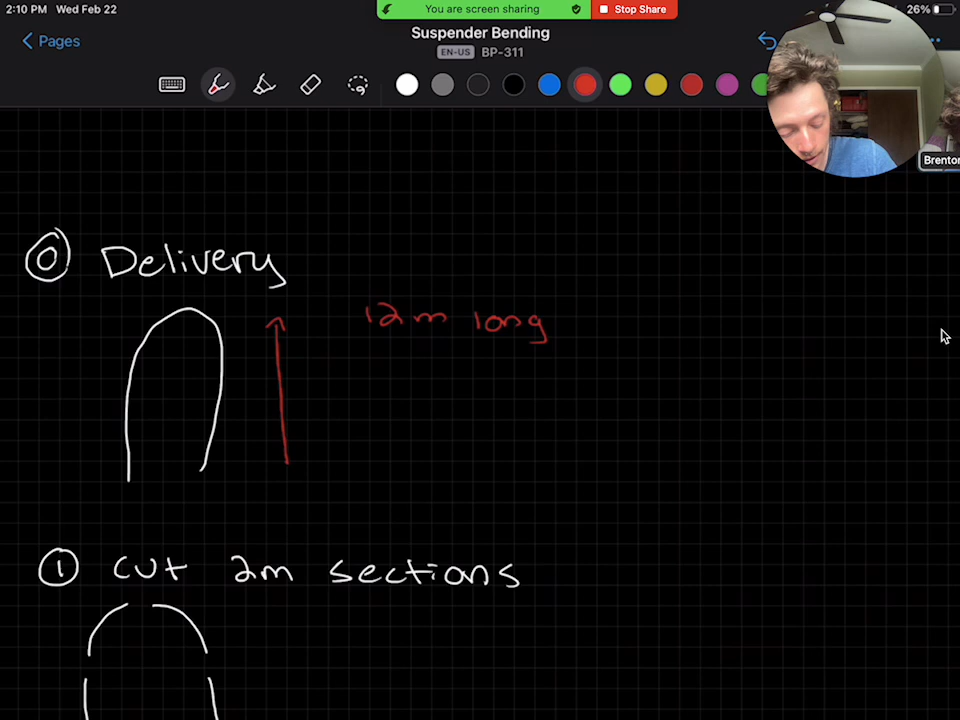 2:10 PM Wed Feb 22
You are screen sharing
Stop Share
26%
Pages
Suspender Bending
EN-US BP-311
Brenton
0 Delivery
12m long
1 cut 2m sections